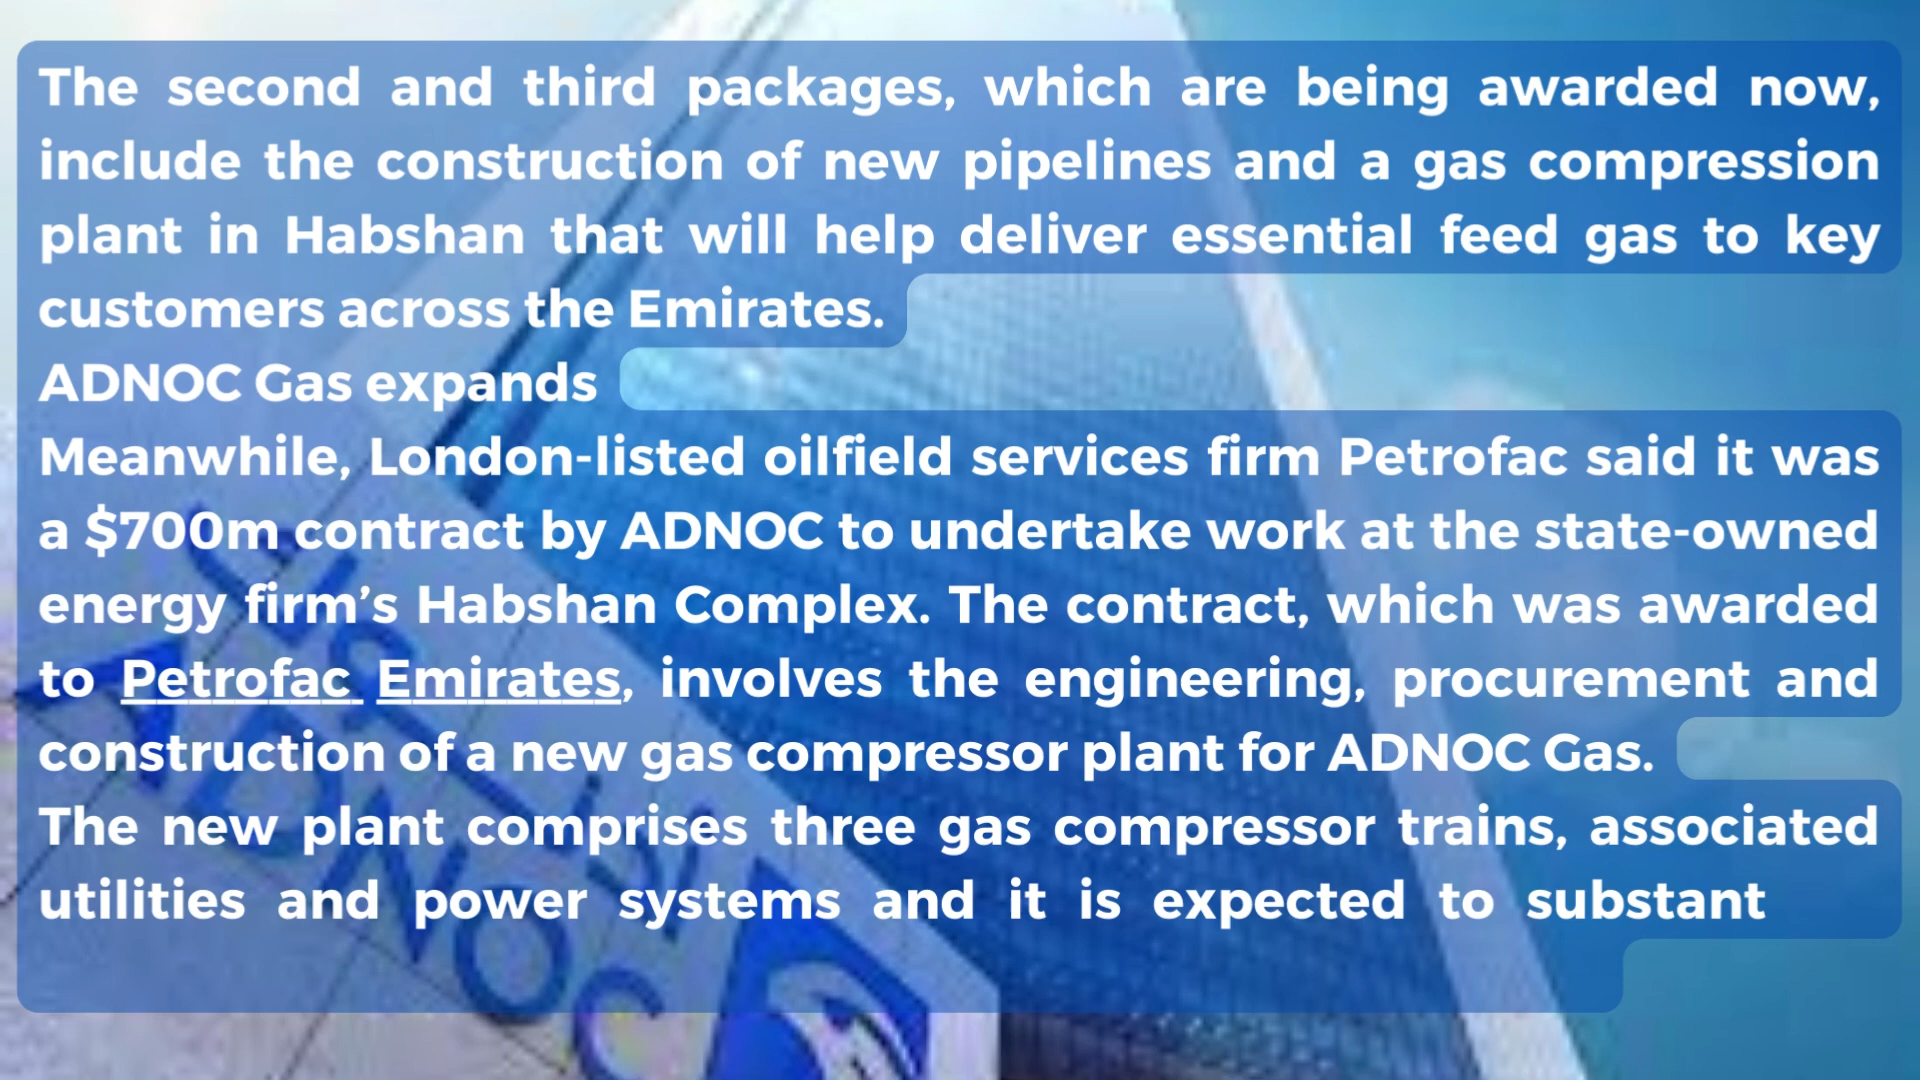 The second and third packages, which are being awarded now,
include the construction of new pipelines and a gas compression
plant in Habshan that will help deliver essential feed gas to key
customers across the Emirates.
ADNOC Gas expands
Meanwhile, London-listed oilfield services firm Petrofac said it was
a $700m contract by ADNOC to undertake work at the state-owned
energy firm’s Habshan Complex. The contract, which was awarded
to Petrofac Emirates, involves the engineering, procurement and
construction of a new gas compressor plant for ADNOC Gas.
The new plant comprises three gas compressor trains, associated
utilities and power systems and it is expected to substant
ADNOC